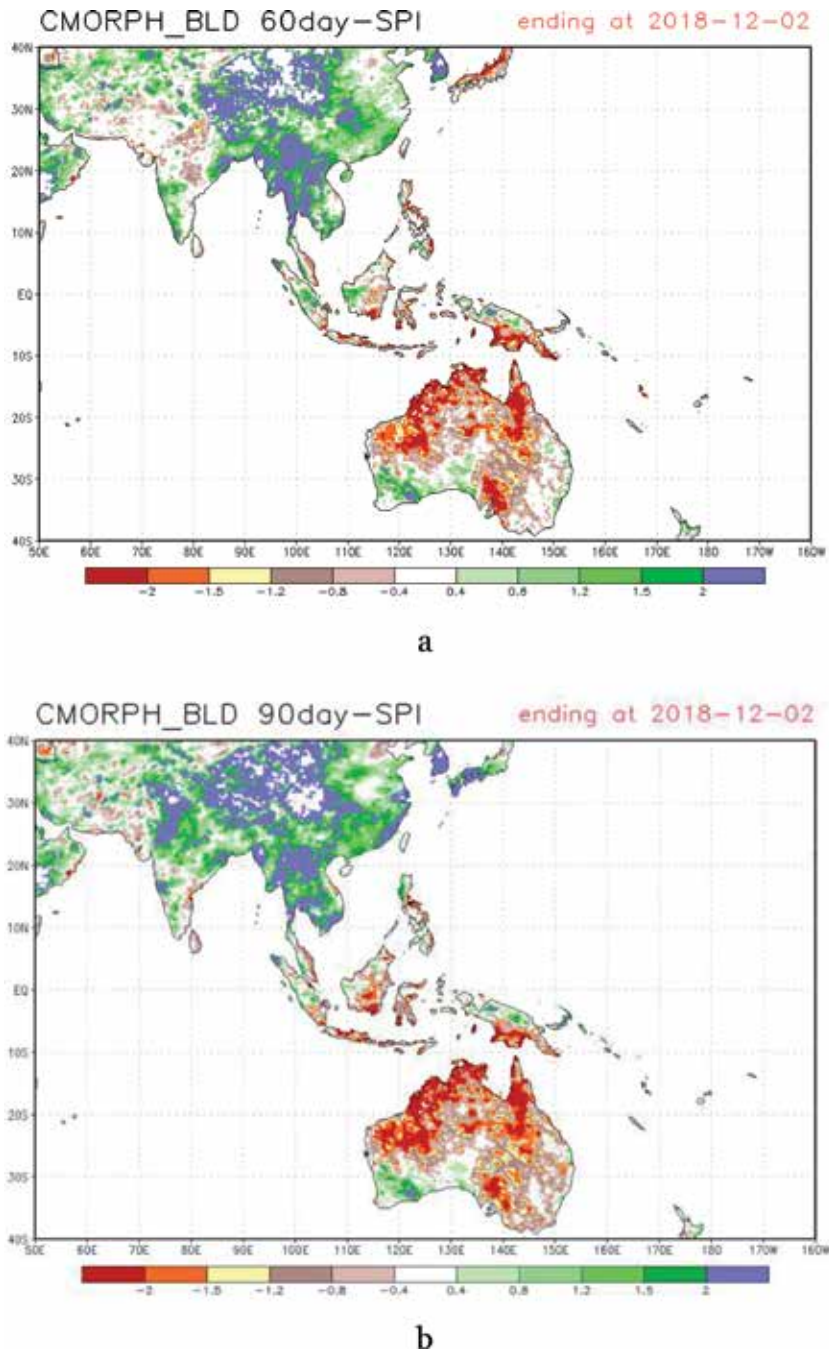 CMORPH_BLD 60day-SPI ending at 2018-12-02
40N
30N
20N
10N
EQ
10S
20S
30S
40S
50E 60E 70E 80E 90E 100E 110E 120E 130E 140E 150E 160E 170E 180 170W 160W
-2 -1.5 -1.2 -0.8 -0.4 0.4 0.8 1.2 1.5 2
a
CMORPH_BLD 90day-SPI ending at 2018-12-02
40N
30N
20N
10N
EQ
10S
20S
30S
40S
50E 60E 70E 80E 90E 100E 110E 120E 130E 140E 150E 160E 170E 180 170W 160W
-2 -1.5 -1.2 -0.8 -0.4 0.4 0.8 1.2 1.5 2
b